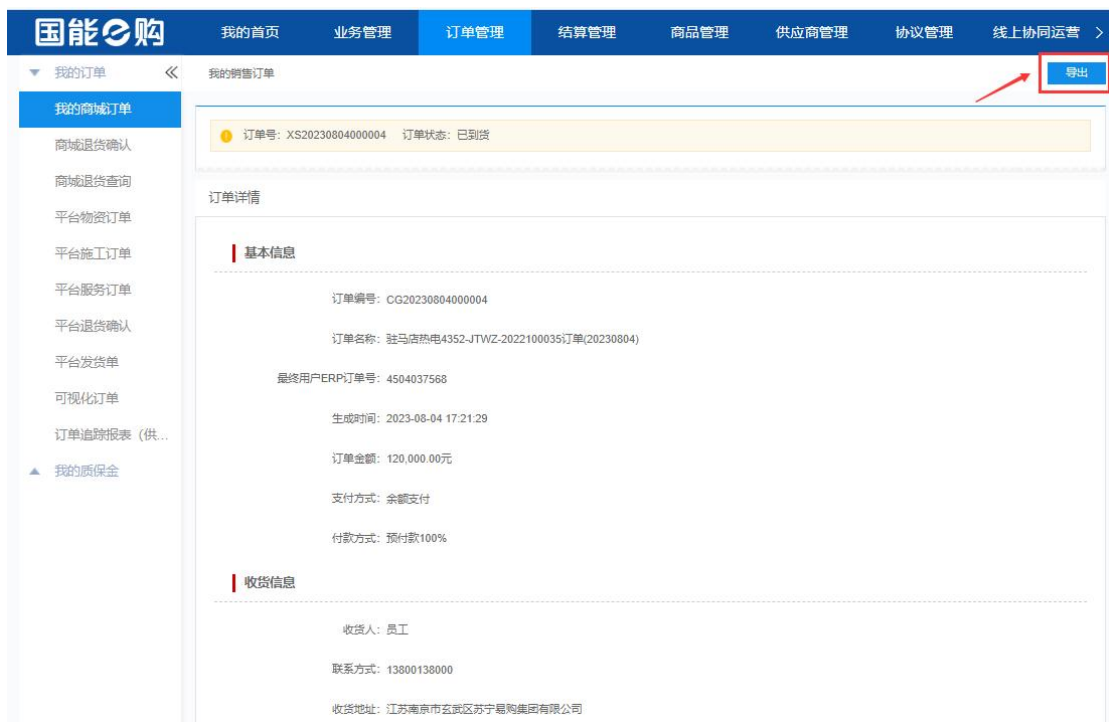 国能e购
我的首页 业务管理 订单管理 结算管理 商品管理 供应商管理 协议管理 线上协同运营 >
我的订单 «
我的商城订单
商城退货确认
商城退货查询
平台物资订单
平台施工订单
平台服务订单
平台退货确认
平台发货单
可视化订单
订单追踪报表（供...
我的质保金
我的销售订单 导出
订单号：XS20230804000004 订单状态：已到货
订单详情
基本信息
订单编号：CG20230804000004
订单名称：驻马店热电4352-JTWZ-2022100035订单(20230804)
最终用户ERP订单号：4504037568
生成时间：2023-08-04 17:21:29
订单金额：120,000.00元
支付方式：余额支付
付款方式：预付款100%
收货信息
收货人：员工
联系方式：13800138000
收货地址：江苏南京市玄武区苏宁易购集团有限公司